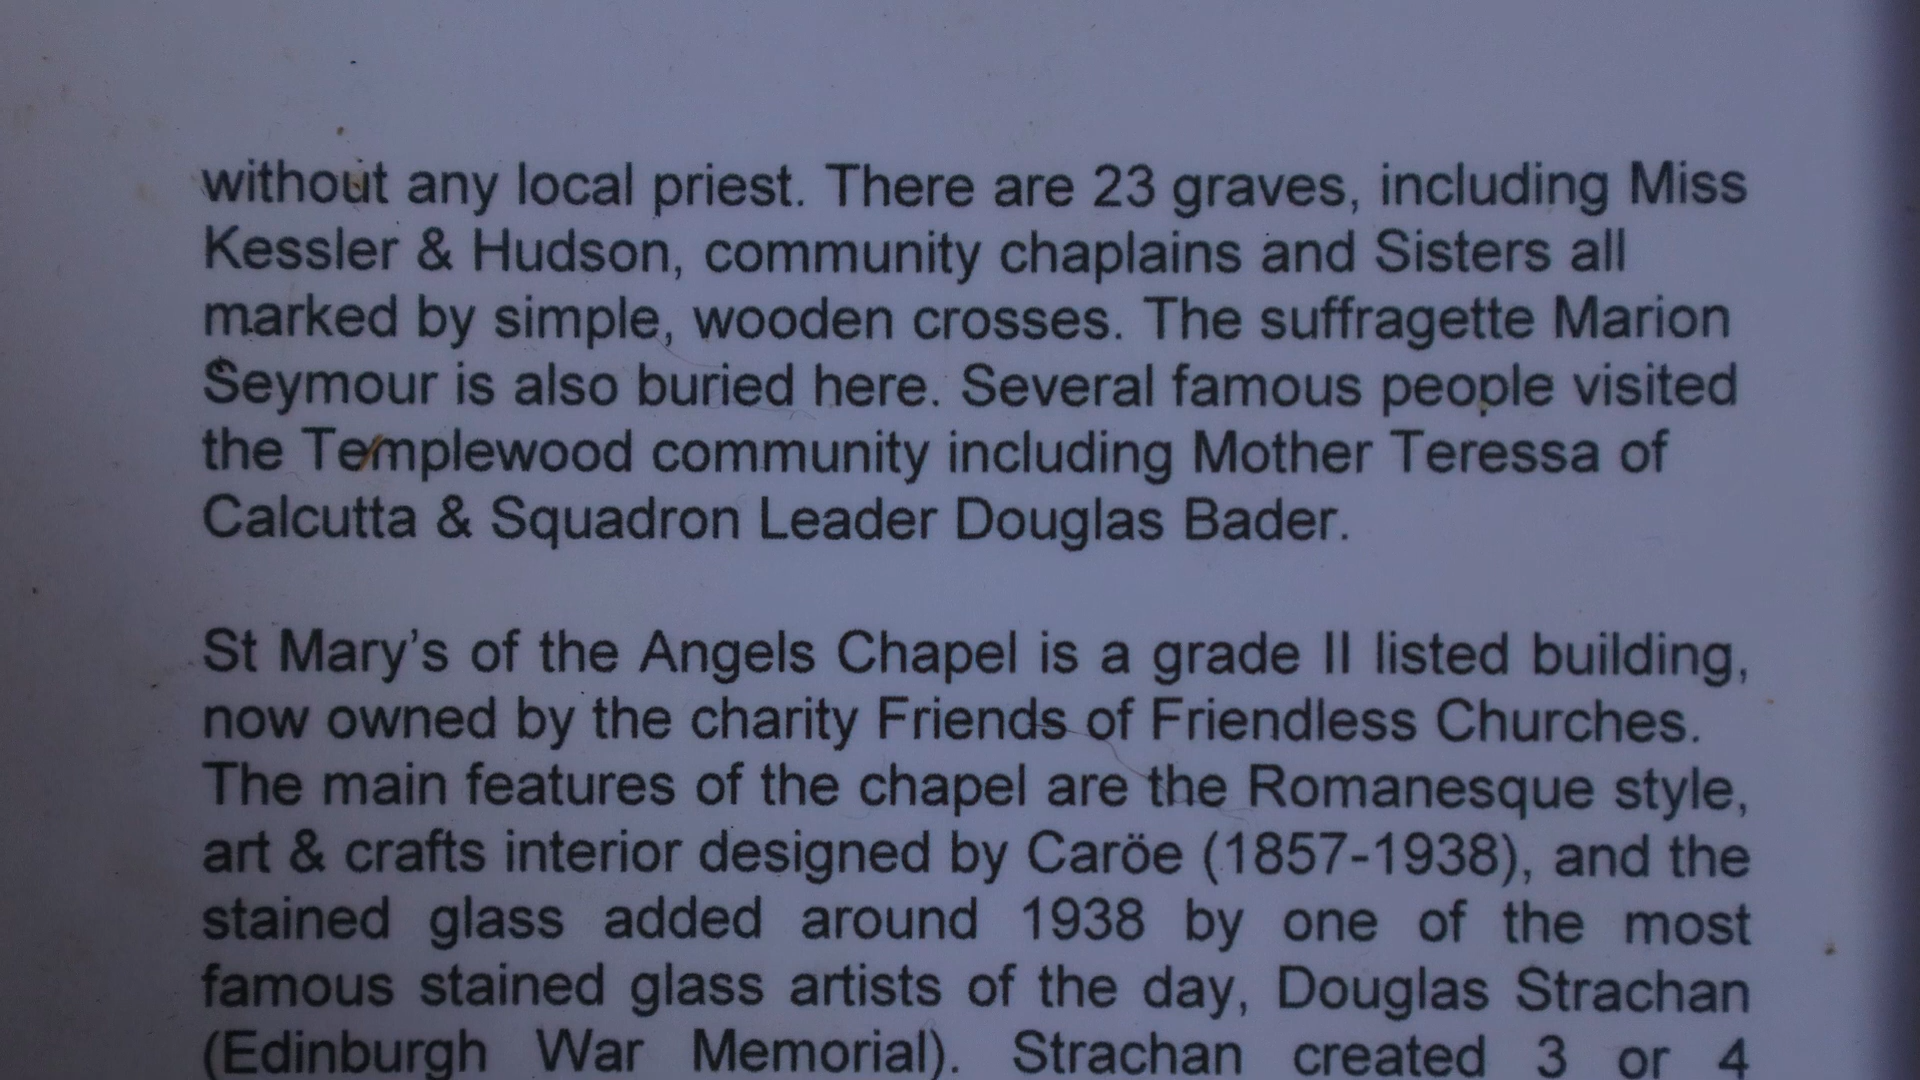 without any local priest. There are 23 graves, including Miss
Kessler & Hudson, community chaplains and Sisters all
marked by simple, wooden crosses. The suffragette Marion
Seymour is also buried here. Several famous people visited
the Templewood community including Mother Teressa of
Calcutta & Squadron Leader Douglas Bader.
St Mary's of the Angels Chapel is a grade II listed building,
now owned by the charity Friends of Friendless Churches.
The main features of the chapel are the Romanesque style,
art & crafts interior designed by Caröe (1857-1938), and the
stained glass added around 1938 by one of the most
famous stained glass artists of the day, Douglas Strachan
(Edinburgh War Memorial). Strachan created 3 or 4